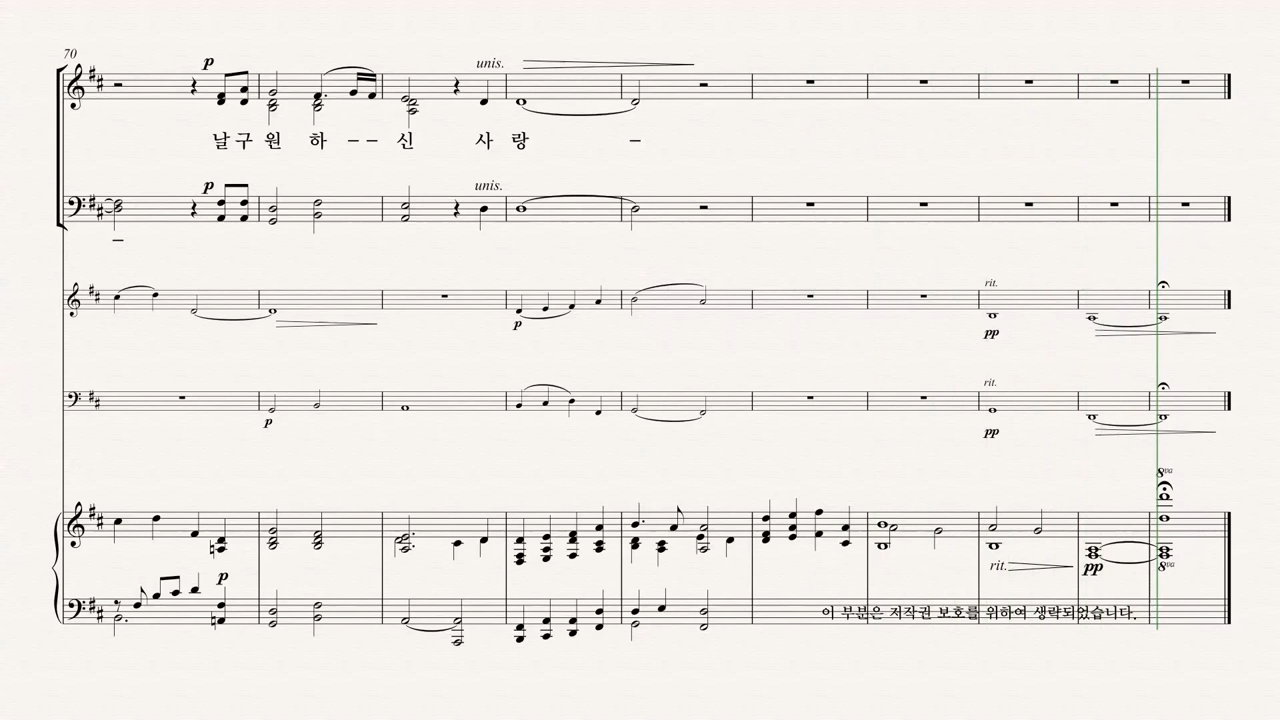 70
p
unis.
날 구 원 하 - - 신 사 랑 -
p
unis.
-
rit.
p
pp
rit.
p
pp
8va
rit.
pp
8va
p
이 부분은 저작권 보호를 위하여 생략되었습니다.